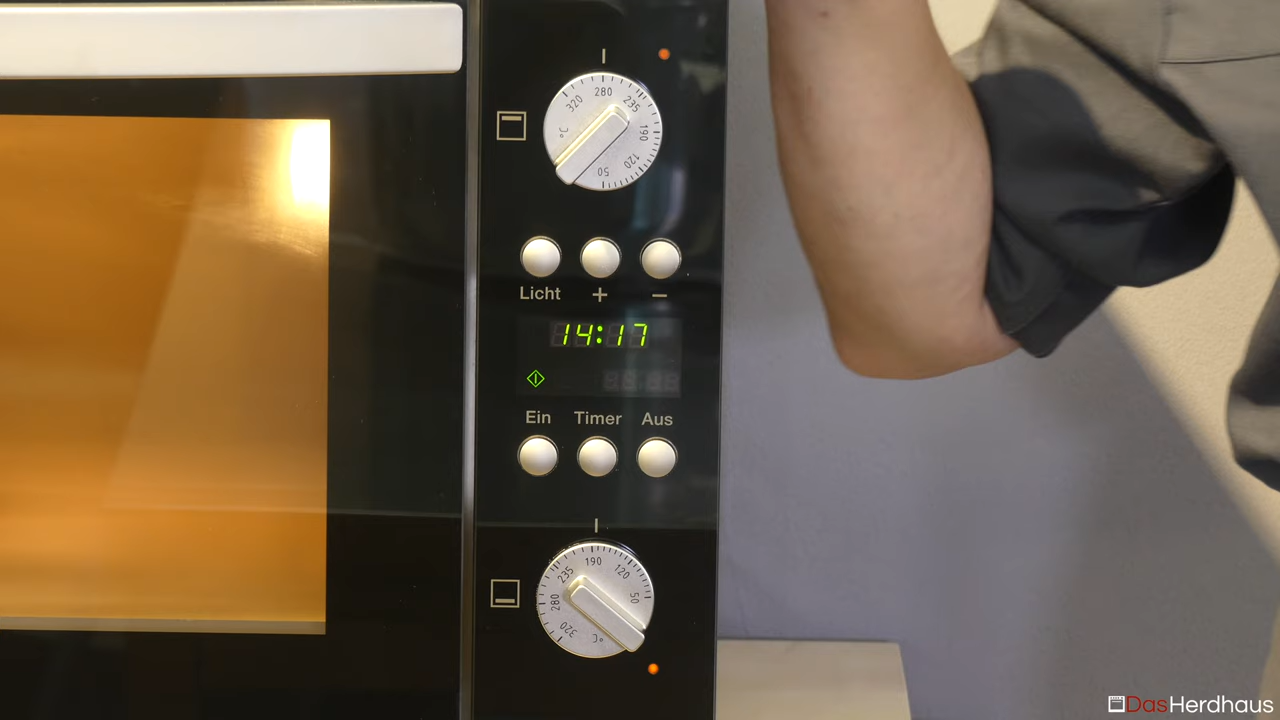 320 280 235 190 120 50 °C
Licht + −
14:17
Ein Timer Aus
320 280 235 190 120 50 °C
DasHerdhaus